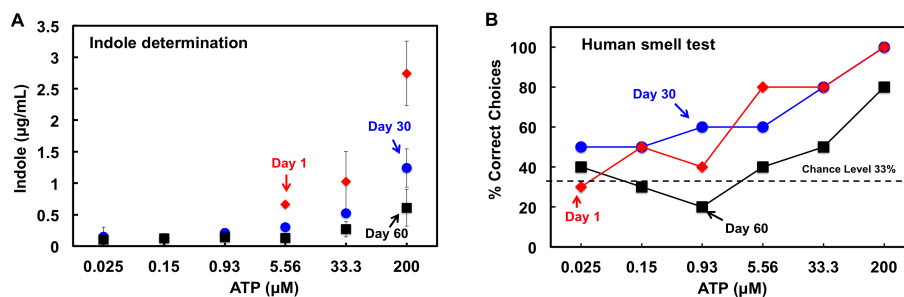 A
Indole determination
3.5
3
2.5
2
1.5
1
0.5
0
Indole (µg/mL)
Day 30
Day 1
Day 60
0.025 0.15 0.93 5.56 33.3 200
ATP (µM)
B
Human smell test
100
80
60
40
20
0
% Correct Choices
Day 30
Chance Level 33%
Day 1
Day 60
0.025 0.15 0.93 5.56 33.3 200
ATP (µM)